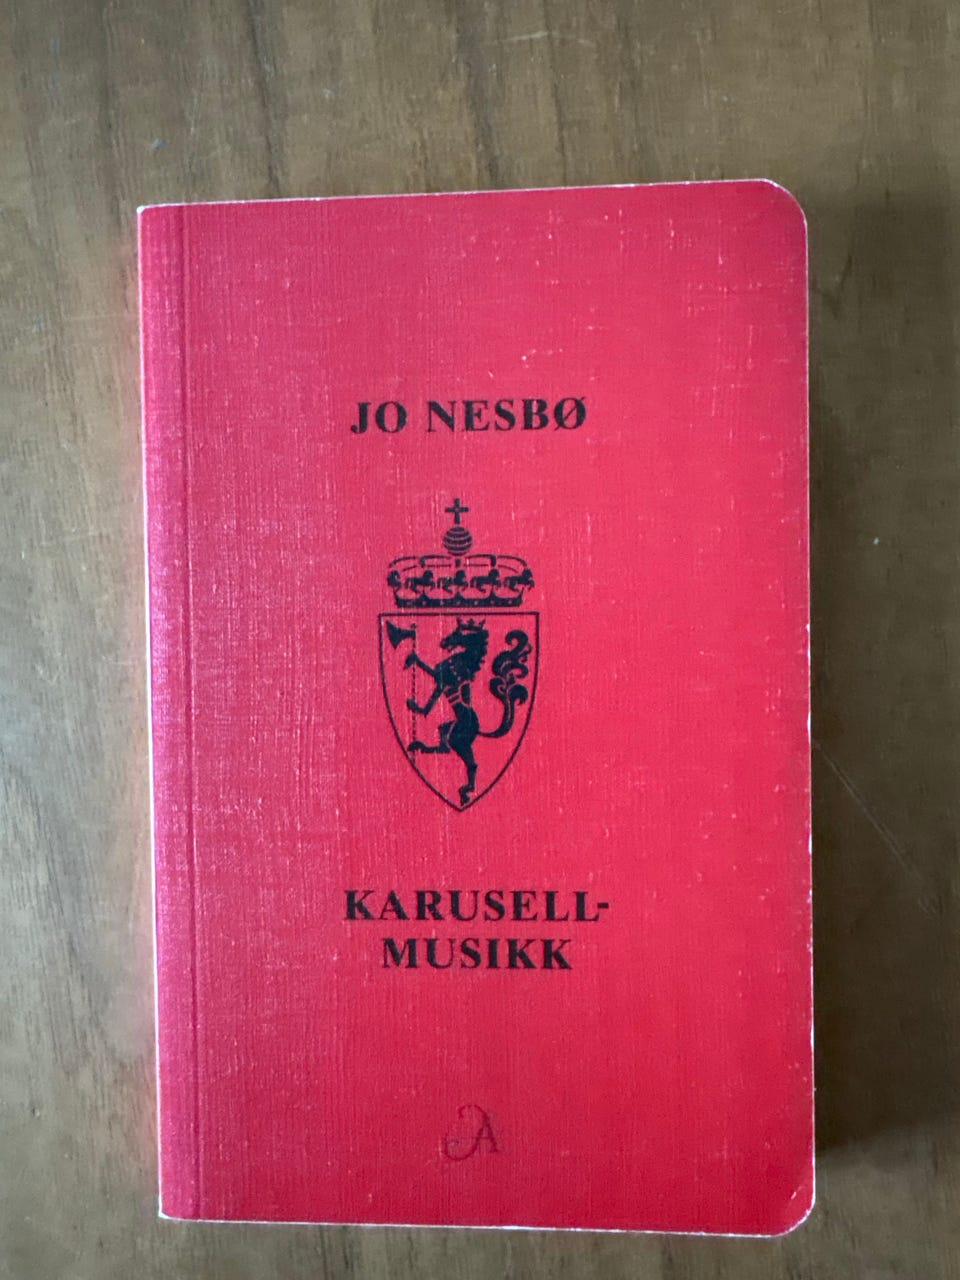 JO NESBØ
KARUSELL-
MUSIKK
A